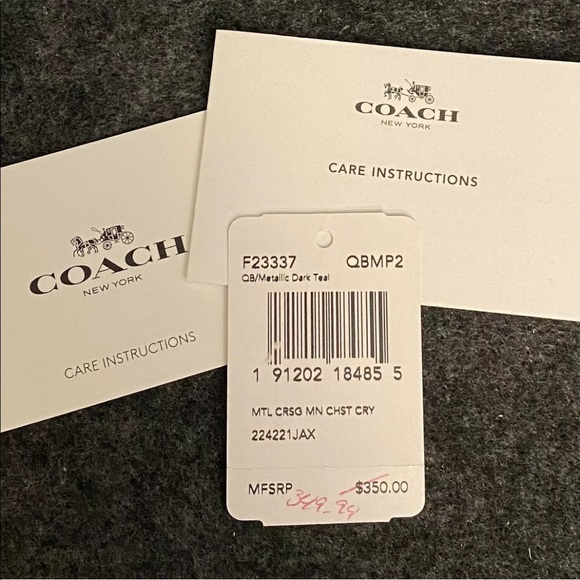 COACH
NEW YORK
CARE INSTRUCTIONS
COACH
NEW YORK
CARE INSTRUCTIONS
F23337 QBMP2
QB/Metallic Dark Teal
1 91202 18485 5
MTL CRSG MN CHST CRY
224221JAX
MFSRP $350.00
349.99